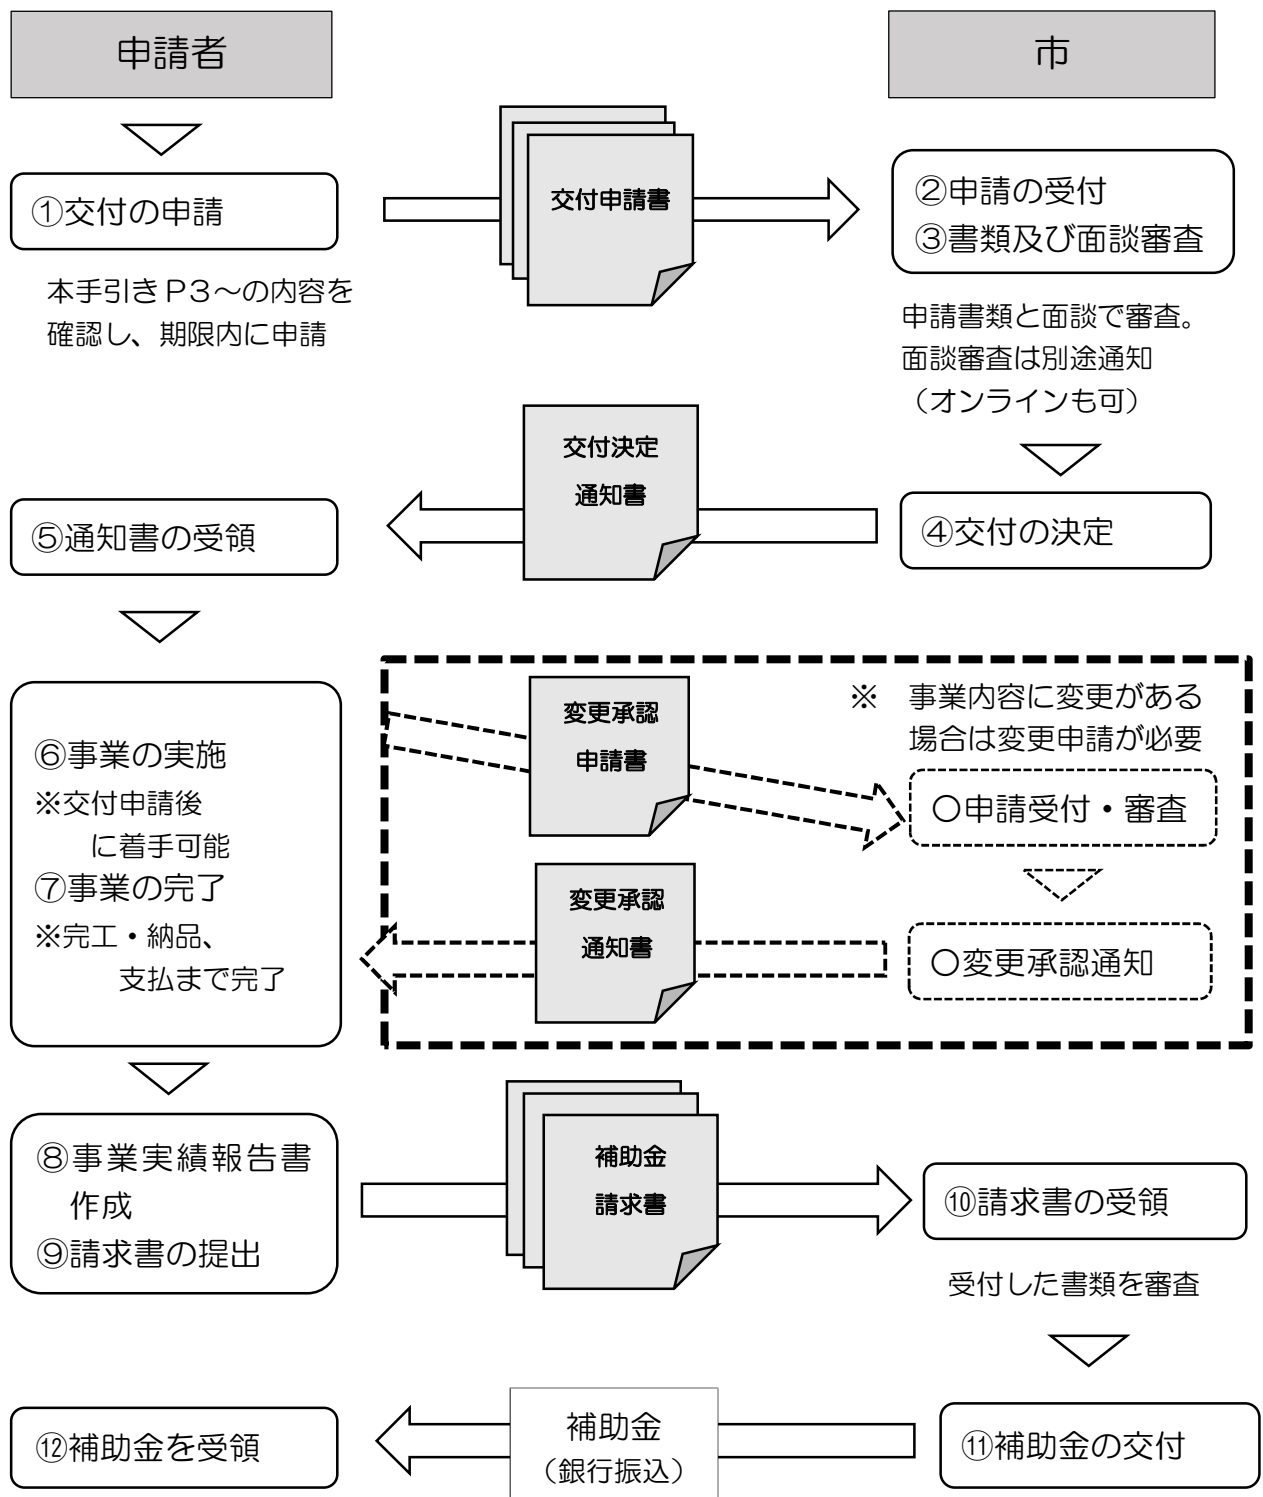 申請者
市
①交付の申請
交付申請書
②申請の受付
③書類及び面談審査
本手引きP3～の内容を
確認し、期限内に申請
申請書類と面談で審査。
面談審査は別途通知
（オンラインも可）
交付決定
通知書
⑤通知書の受領
④交付の決定
⑥事業の実施
※交付申請後
に着手可能
⑦事業の完了
※完工・納品、
支払まで完了
変更承認
申請書
※　事業内容に変更がある
場合は変更申請が必要
〇申請受付・審査
変更承認
通知書
〇変更承認通知
⑧事業実績報告書
作成
⑨請求書の提出
補助金
請求書
⑩請求書の受領
受付した書類を審査
⑫補助金を受領
補助金
（銀行振込）
⑪補助金の交付